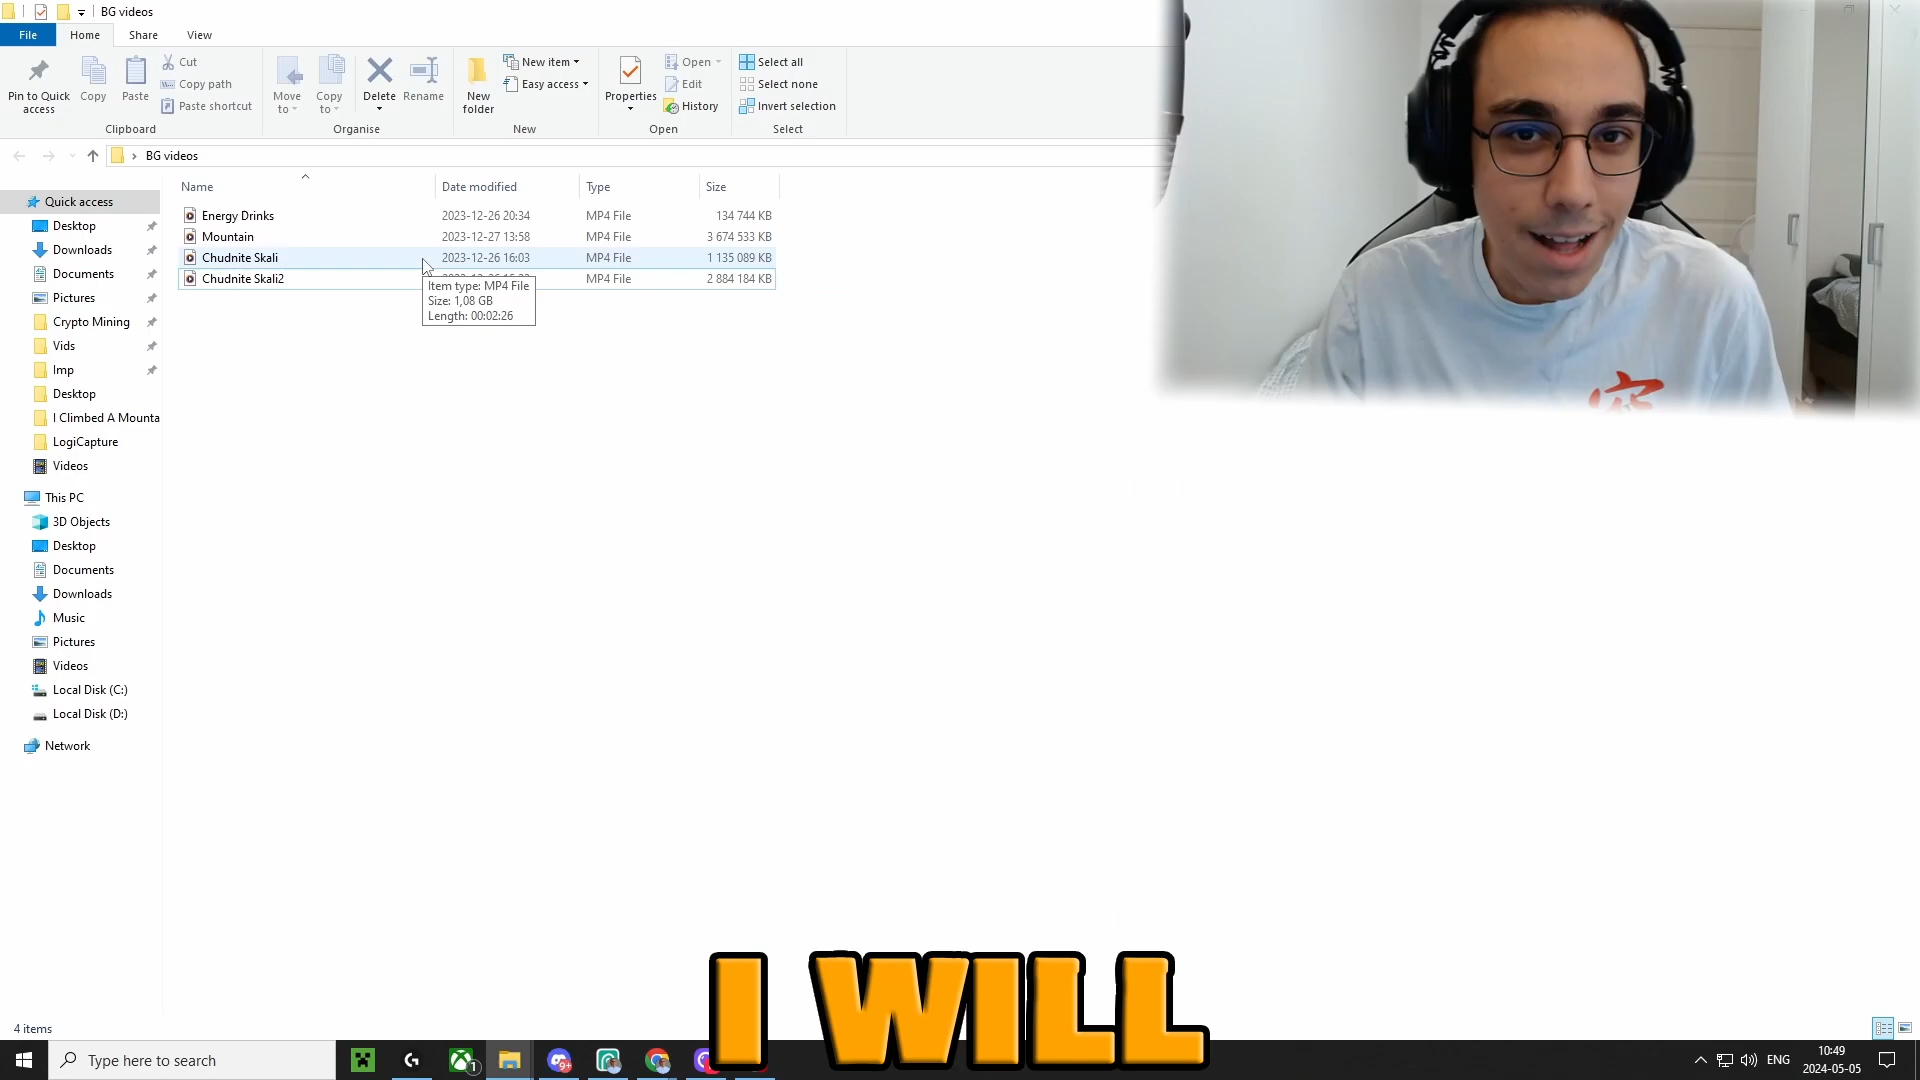 BG videos
File
Home
Share
View
Pin to Quick access
Copy
Paste
Cut
Copy path
Paste shortcut
Clipboard
Move to
Copy to
Delete
Rename
Organise
New folder
New item
Easy access
New
Properties
Open
Edit
History
Open
Select all
Select none
Invert selection
Select
BG videos
Name
Date modified
Type
Size
Energy Drinks 2023-12-26 20:34 MP4 File 134 744 KB
Mountain 2023-12-27 13:58 MP4 File 3 674 533 KB
Chudnite Skali 2023-12-26 16:03 MP4 File 1 135 089 KB
Chudnite Skali2 MP4 File 2 884 184 KB
Item type: MP4 File
Size: 1,08 GB
Length: 00:02:26
Quick access
Desktop
Downloads
Documents
Pictures
Crypto Mining
Vids
Imp
Desktop
I Climbed A Mounta
LogiCapture
Videos
This PC
3D Objects
Desktop
Documents
Downloads
Music
Pictures
Videos
Local Disk (C:)
Local Disk (D:)
Network
I WILL
4 items
Type here to search
1
9+
ENG
10:49
2024-05-05